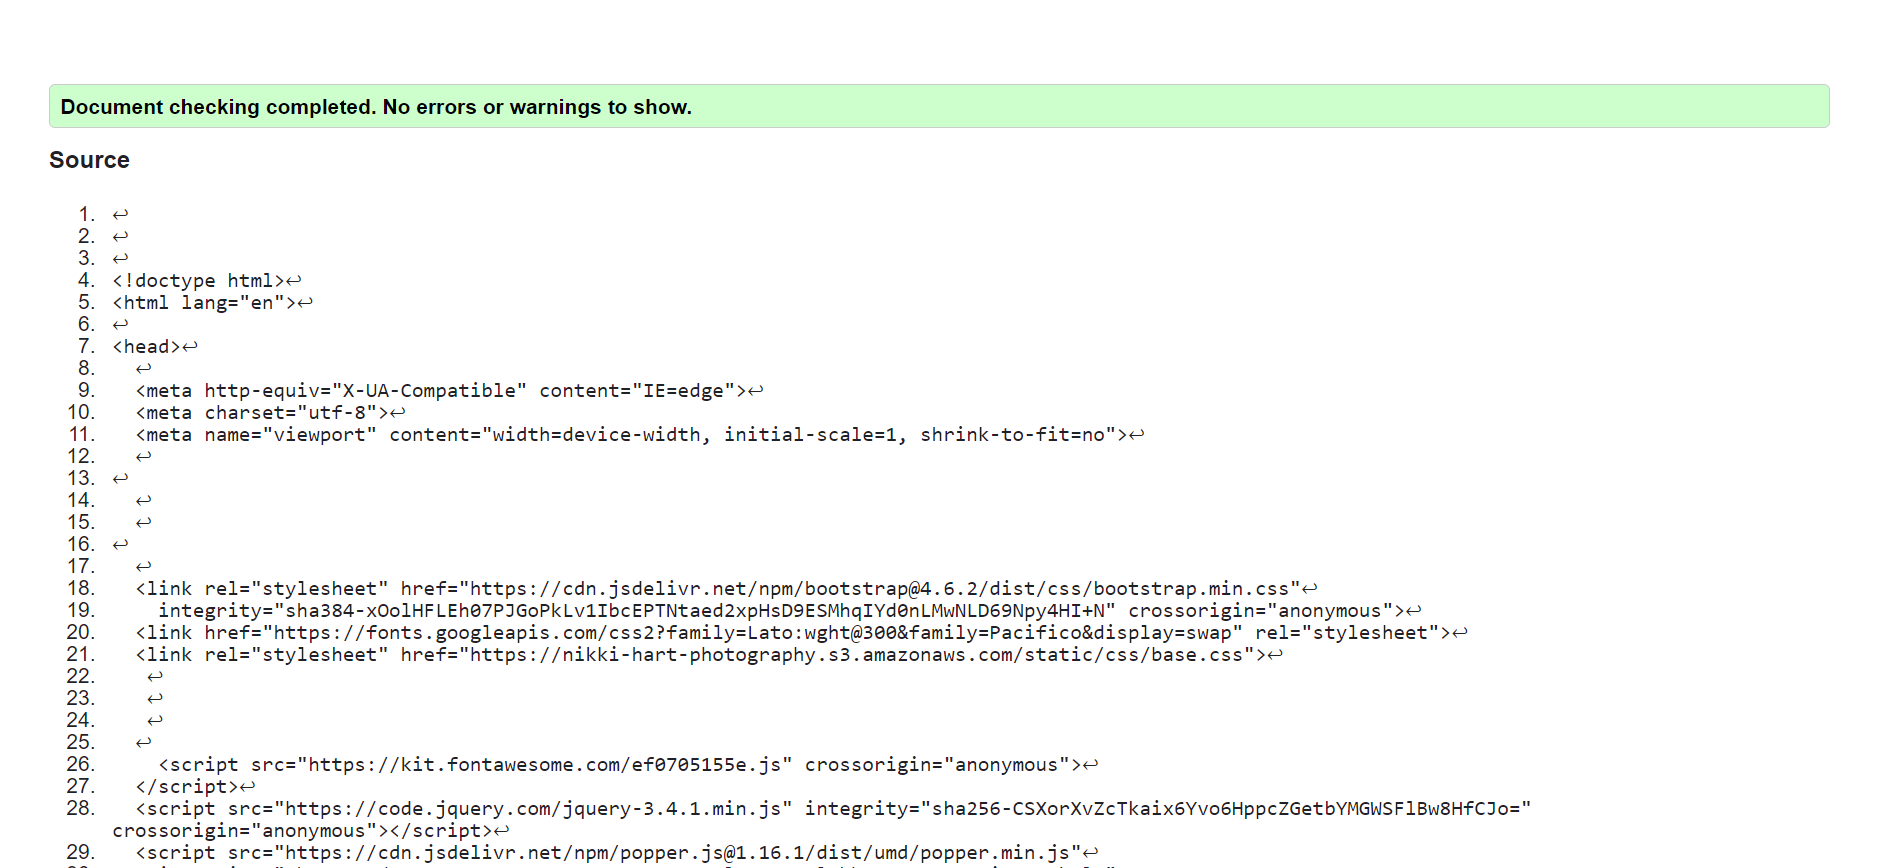 Document checking completed. No errors or warnings to show.
Source
1. ↩
2. ↩
3. ↩
4. <!doctype html>↩
5. <html lang="en">↩
6. ↩
7. <head>↩
8. ↩
9. <meta http-equiv="X-UA-Compatible" content="IE=edge">↩
10. <meta charset="utf-8">↩
11. <meta name="viewport" content="width=device-width, initial-scale=1, shrink-to-fit=no">↩
12. ↩
13. ↩
14. ↩
15. ↩
16. ↩
17. ↩
18. <link rel="stylesheet" href="https://cdn.jsdelivr.net/npm/bootstrap@4.6.2/dist/css/bootstrap.min.css"↩
19. integrity="sha384-xOolHFLEh07PJGoPkLv1IbcEPTNtaed2xpHsD9ESMhqIYd0nLMwNLD69Npy4HI+N" crossorigin="anonymous">↩
20. <link href="https://fonts.googleapis.com/css2?family=Lato:wght@300&family=Pacifico&display=swap" rel="stylesheet">↩
21. <link rel="stylesheet" href="https://nikki-hart-photography.s3.amazonaws.com/static/css/base.css">↩
22. ↩
23. ↩
24. ↩
25. ↩
26. <script src="https://kit.fontawesome.com/ef0705155e.js" crossorigin="anonymous">↩
27. </script>↩
28. <script src="https://code.jquery.com/jquery-3.4.1.min.js" integrity="sha256-CSXorXvZcTkaix6Yvo6HppcZGetbYMGWSFlBw8HfCJo="
crossorigin="anonymous"></script>↩
29. <script src="https://cdn.jsdelivr.net/npm/popper.js@1.16.1/dist/umd/popper.min.js"↩